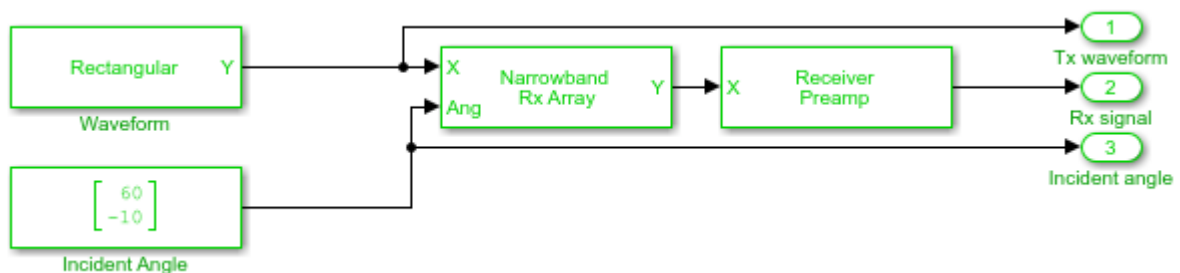 Rectangular
Y
Waveform
X
Ang
Narrowband
Rx Array
Y
X
Receiver
Preamp
1
Tx waveform
2
Rx signal
3
Incident angle
60
-10
Incident Angle